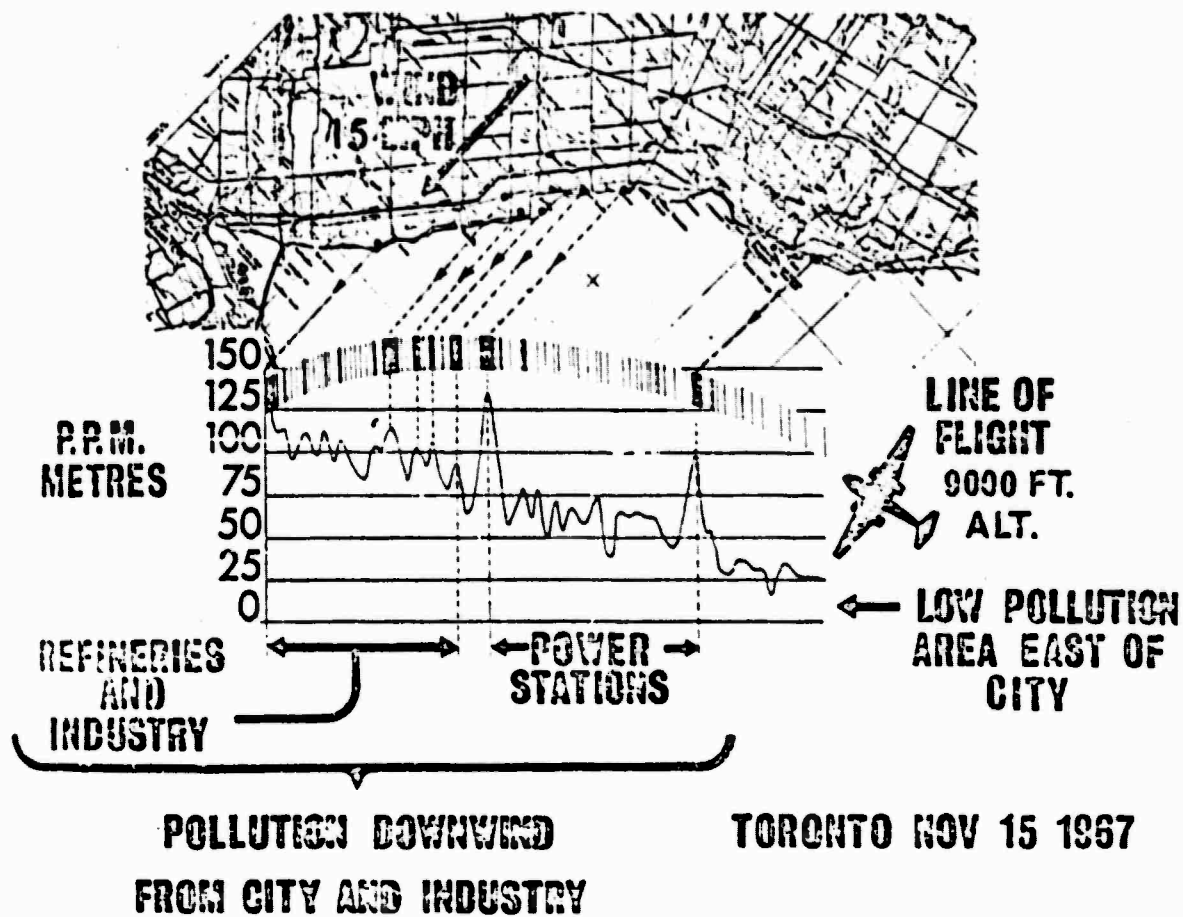 WIND
15 MPH
150
125
100
75
50
25
0
P.P.M.
METRES
LINE OF
FLIGHT
9000 FT.
ALT.
LOW POLLUTION
AREA EAST OF
CITY
REFINERIES
AND
INDUSTRY
POWER
STATIONS
POLLUTION DOWNWIND
FROM CITY AND INDUSTRY
TORONTO NOV 15 1967